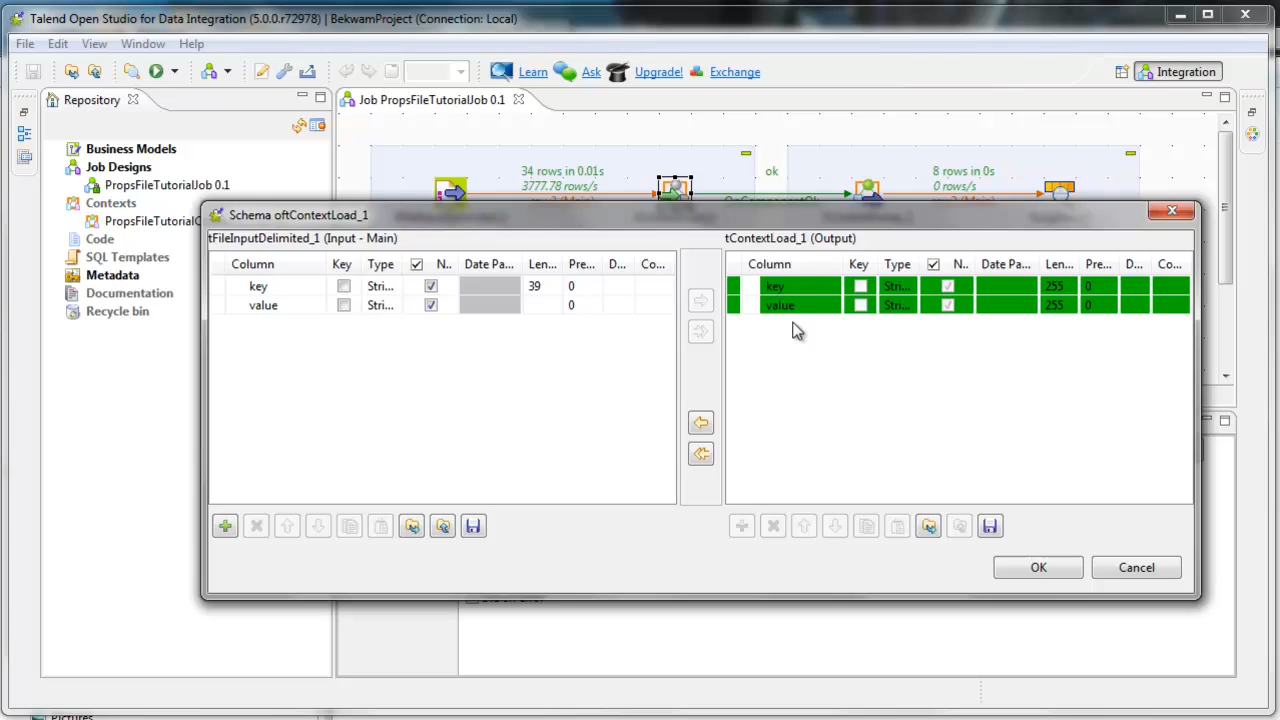 Talend Open Studio for Data Integration (5.0.0.r72978) | BekwamProject (Connection: Local)
File Edit View Window Help
Learn Ask Upgrade! Exchange Integration
Repository Job PropsFileTutorialJob 0.1
Business Models
Job Designs
PropsFileTutorialJob 0.1
Contexts
PropsFileTutorialC
Code
SQL Templates
Metadata
Documentation
Recycle bin
34 rows in 0.01s ok 8 rows in 0s
3777.78 rows/s 0 rows/s
Schema oftContextLoad_1
tFileInputDelimited_1 (Input - Main) tContextLoad_1 (Output)
Column Key Type N.. Date Pa... Len... Pre... D... Co... Column Key Type N.. Date Pa... Len... Pre... D... Co...
key Stri... 39 0 key Stri... 255 0
value Stri... 0 value Stri... 255 0
OK Cancel
Pictures